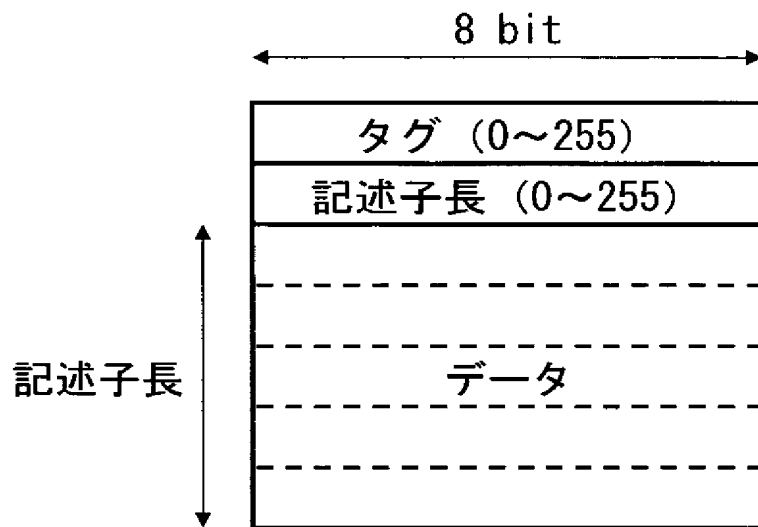 8 bit
タグ (0～255)
記述子長 (0～255)
記述子長
データ